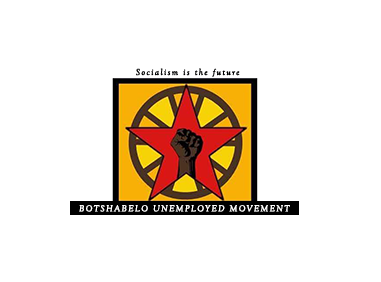 Socialism is the future
BOTSHABELO UNEMPLOYED MOVEMENT